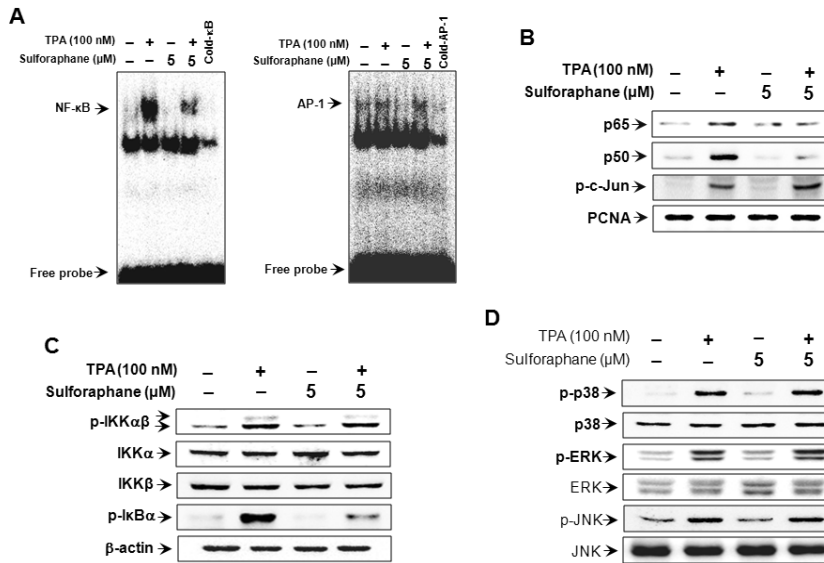 A
TPA (100 nM) – + – + Cold-κB
Sulforaphane (μM) – – 5 5
NF-κB
Free probe
TPA (100 nM) – + – + Cold-AP-1
Sulforaphane (μM) – – 5 5
AP-1
Free probe
B
TPA (100 nM) – + – +
Sulforaphane (μM) – – 5 5
p65
p50
p-c-Jun
PCNA
C
TPA (100 nM) – + – +
Sulforaphane (μM) – – 5 5
p-IKKαβ
IKKα
IKKβ
p-IκBα
β-actin
D
TPA (100 nM) – + – +
Sulforaphane (μM) – – 5 5
p-p38
p38
p-ERK
ERK
p-JNK
JNK